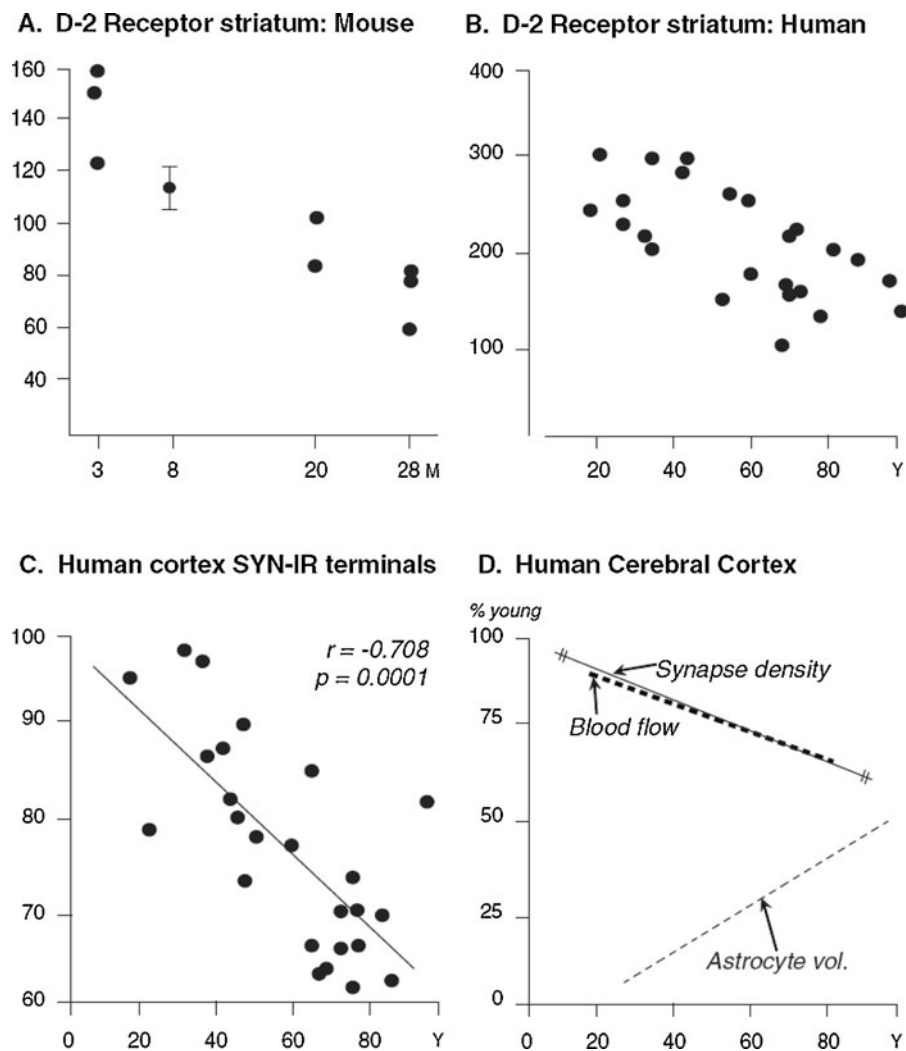 A. D-2 Receptor striatum: Mouse
160
140
120
100
80
60
40
3 8 20 28 M
B. D-2 Receptor striatum: Human
400
300
200
100
20 40 60 80 Y
C. Human cortex SYN-IR terminals
100
90
80
70
60
r = -0.708
p = 0.0001
0 20 40 60 80 Y
D. Human Cerebral Cortex
% young
100
75
50
25
0
Synapse density
Blood flow
Astrocyte vol.
0 20 40 60 80 Y